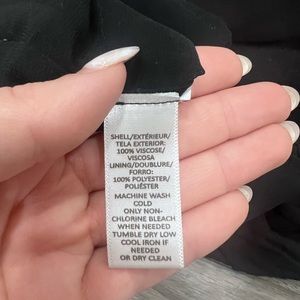 SHELL/EXTÉRIEUR/
TELA EXTERIOR:
100% VISCOSE/
VISCOSA
LINING/DOUBLURE/
FORRO:
100% POLYESTER/
POLIÉSTER
MACHINE WASH
COLD
ONLY NON-
CHLORINE BLEACH
WHEN NEEDED
TUMBLE DRY LOW
COOL IRON IF
NEEDED
OR DRY CLEAN